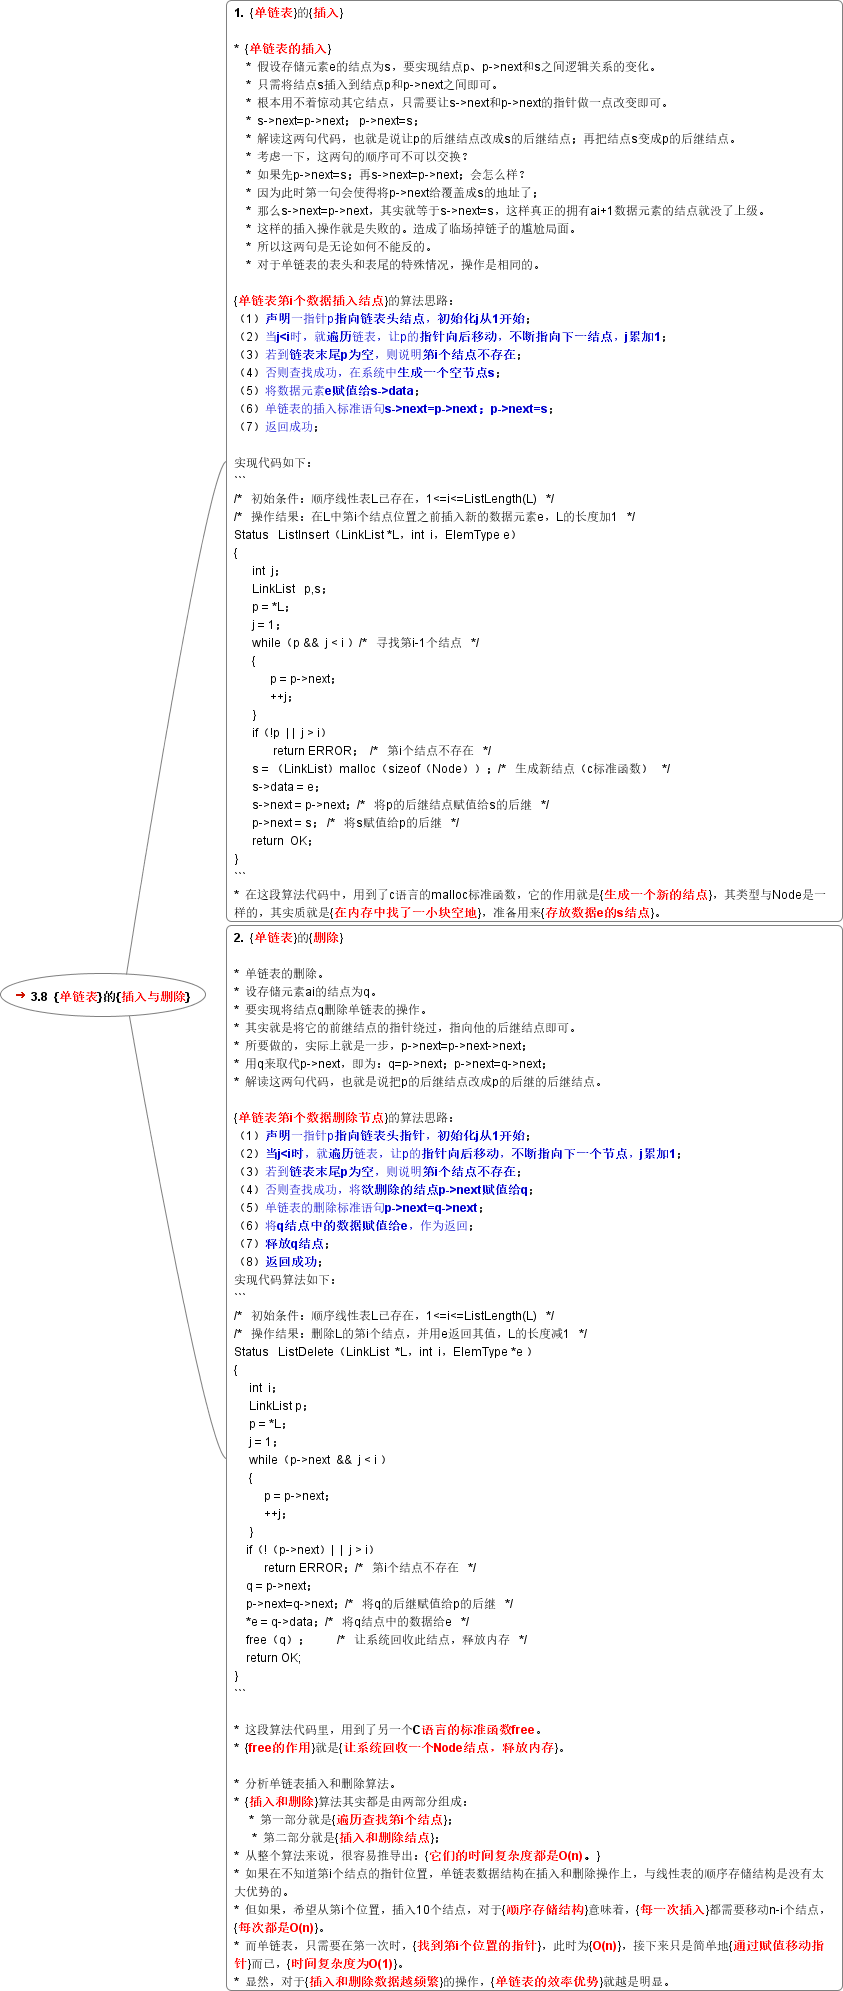 → 3.8 {单链表}的{插入与删除}
1. {单链表}的{插入}
* {单链表的插入}
* 假设存储元素e的结点为s，要实现结点p、p->next和s之间逻辑关系的变化。
* 只需将结点s插入到结点p和p->next之间即可。
* 根本用不着惊动其它结点，只需要让s->next和p->next的指针做一点改变即可。
* s->next=p->next； p->next=s；
* 解读这两句代码，也就是说让p的后继结点改成s的后继结点；再把结点s变成p的后继结点。
* 考虑一下，这两句的顺序可不可以交换？
* 如果先p->next=s；再s->next=p->next；会怎么样？
* 因为此时第一句会使得将p->next给覆盖成s的地址了；
* 那么s->next=p->next，其实就等于s->next=s，这样真正的拥有ai+1数据元素的结点就没了上级。
* 这样的插入操作就是失败的。造成了临场掉链子的尴尬局面。
* 所以这两句是无论如何不能反的。
* 对于单链表的表头和表尾的特殊情况，操作是相同的。
{单链表第i个数据插入结点}的算法思路：
（1）声明一指针p指向链表头结点，初始化j从1开始；
（2）当j<i时，就遍历链表，让p的指针向后移动，不断指向下一结点，j累加1；
（3）若到链表末尾p为空，则说明第i个结点不存在；
（4）否则查找成功，在系统中生成一个空节点s；
（5）将数据元素e赋值给s->data；
（6）单链表的插入标准语句s->next=p->next；p->next=s；
（7）返回成功；
实现代码如下：
```
/* 初始条件：顺序线性表L已存在，1<=i<=ListLength(L) */
/* 操作结果：在L中第i个结点位置之前插入新的数据元素e，L的长度加1 */
Status ListInsert（LinkList *L，int i，ElemType e）
{
int j；
LinkList p,s；
p = *L；
j = 1；
while（p && j < i ）/* 寻找第i-1个结点 */
{
p = p->next；
++j；
}
if（!p || j > i）
return ERROR； /* 第i个结点不存在 */
s = （LinkList）malloc（sizeof（Node））；/* 生成新结点（c标准函数） */
s->data = e；
s->next = p->next；/* 将p的后继结点赋值给s的后继 */
p->next = s； /* 将s赋值给p的后继 */
return OK；
}
```
* 在这段算法代码中，用到了c语言的malloc标准函数，它的作用就是{生成一个新的结点}，其类型与Node是一
样的，其实质就是{在内存中找了一小块空地}，准备用来{存放数据e的s结点}。
2. {单链表}的{删除}
* 单链表的删除。
* 设存储元素ai的结点为q。
* 要实现将结点q删除单链表的操作。
* 其实就是将它的前继结点的指针绕过，指向他的后继结点即可。
* 所要做的，实际上就是一步，p->next=p->next->next；
* 用q来取代p->next，即为：q=p->next；p->next=q->next；
* 解读这两句代码，也就是说把p的后继结点改成p的后继的后继结点。
{单链表第i个数据删除节点}的算法思路：
（1）声明一指针p指向链表头指针，初始化j从1开始；
（2）当j<i时，就遍历链表，让p的指针向后移动，不断指向下一个节点，j累加1；
（3）若到链表末尾p为空，则说明第i个结点不存在；
（4）否则查找成功，将欲删除的结点p->next赋值给q；
（5）单链表的删除标准语句p->next=q->next；
（6）将q结点中的数据赋值给e，作为返回；
（7）释放q结点；
（8）返回成功；
实现代码算法如下：
```
/* 初始条件：顺序线性表L已存在，1<=i<=ListLength(L) */
/* 操作结果：删除L的第i个结点，并用e返回其值，L的长度减1 */
Status ListDelete（LinkList *L，int i，ElemType *e ）
{
int i；
LinkList p；
p = *L；
j = 1；
while（p->next && j < i ）
{
p = p->next；
++j；
}
if（!（p->next）|| j > i）
return ERROR；/* 第i个结点不存在 */
q = p->next；
p->next=q->next；/* 将q的后继赋值给p的后继 */
*e = q->data；/* 将q结点中的数据给e */
free（q）； /* 让系统回收此结点，释放内存 */
return OK;
}
```
* 这段算法代码里，用到了另一个C语言的标准函数free。
* {free的作用}就是{让系统回收一个Node结点，释放内存}。
* 分析单链表插入和删除算法。
* {插入和删除}算法其实都是由两部分组成：
* 第一部分就是{遍历查找第i个结点}；
* 第二部分就是{插入和删除结点}；
* 从整个算法来说，很容易推导出：{它们的时间复杂度都是O(n)。}
* 如果在不知道第i个结点的指针位置，单链表数据结构在插入和删除操作上，与线性表的顺序存储结构是没有太
大优势的。
* 但如果，希望从第i个位置，插入10个结点，对于{顺序存储结构}意味着，{每一次插入}都需要移动n-i个结点，
{每次都是O(n)}。
* 而单链表，只需要在第一次时，{找到第i个位置的指针}，此时为{O(n)}，接下来只是简单地{通过赋值移动指
针}而已，{时间复杂度为O(1)}。
* 显然，对于{插入和删除数据越频繁}的操作，{单链表的效率优势}就越是明显。